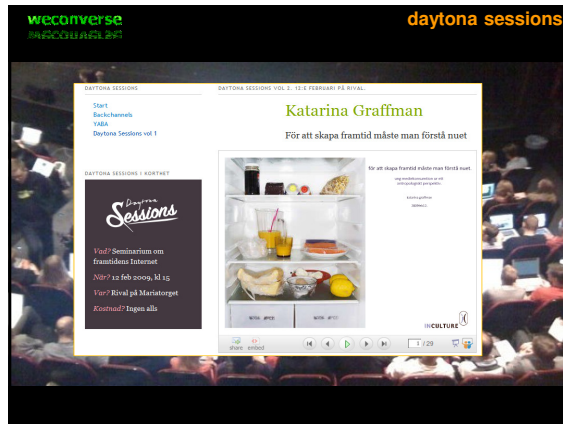 weconverse
daytona sessions
DAYTONA SESSIONS
Start
Backchannels
YABA
Daytona Sessions vol 1
DAYTONA SESSIONS I KORTHET
Daytona
Sessions
Vad? Seminarium om
framtidens Internet
När? 12 feb 2009, kl 15
Var? Rival på Mariatorget
Kostnad? Ingen alls
DAYTONA SESSIONS VOL 2. 12:E FEBRUARI PÅ RIVAL.
Katarina Graffman
För att skapa framtid måste man förstå nuet
för att skapa framtid måste man förstå nuet
katarina graffman
INCULTURE
share embed
1 / 29